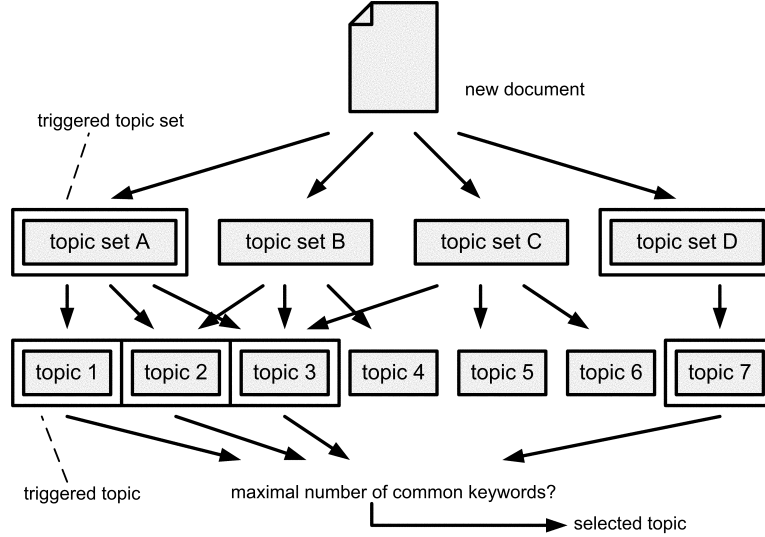 new document
triggered topic set
topic set A
topic set B
topic set C
topic set D
topic 1
topic 2
topic 3
topic 4
topic 5
topic 6
topic 7
triggered topic
maximal number of common keywords?
selected topic